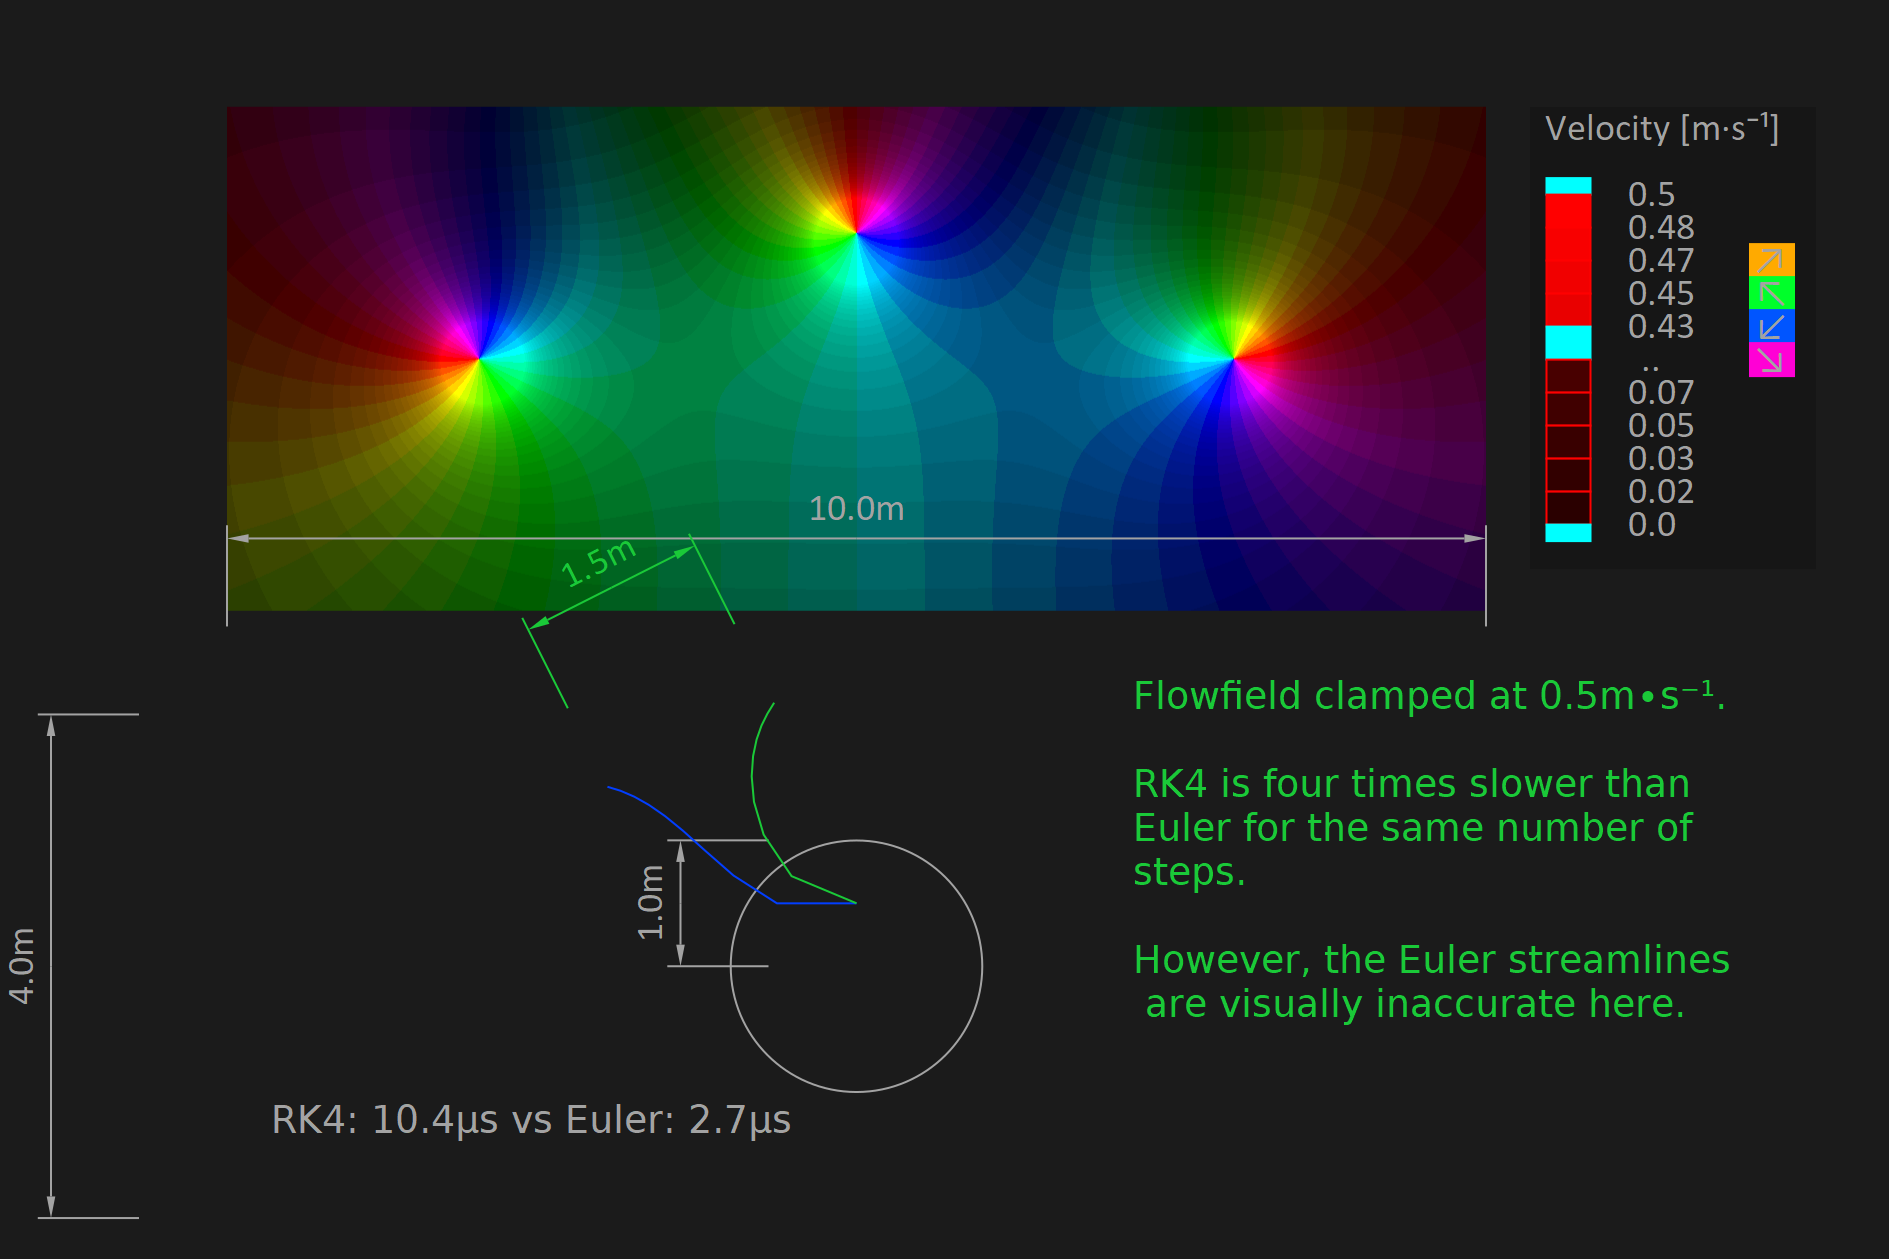 Velocity [m·s⁻¹]
0.5
0.48
0.47
0.45
0.43
..
0.07
0.05
0.03
0.02
0.0
10.0m
1.5m
Flowfield clamped at 0.5m•s⁻¹.
RK4 is four times slower than
Euler for the same number of
steps.
However, the Euler streamlines
are visually inaccurate here.
1.0m
4.0m
RK4: 10.4µs vs Euler: 2.7µs